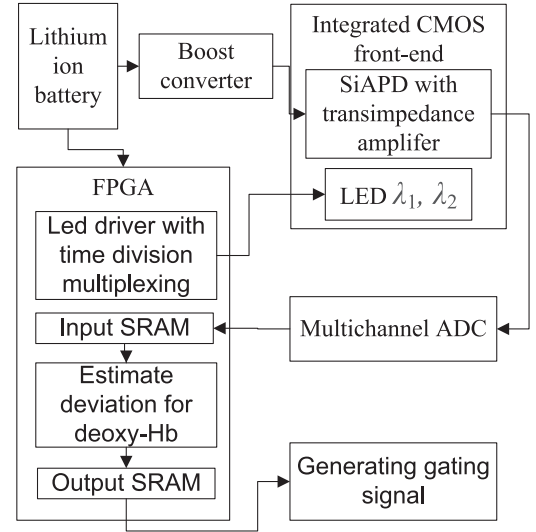 Lithium
ion
battery
Boost
converter
Integrated CMOS
front-end
SiAPD with
transimpedance
amplifer
LED λ1, λ2
FPGA
Led driver with
time division
multiplexing
Input SRAM
Multichannel ADC
Estimate
deviation for
deoxy-Hb
Output SRAM
Generating gating
signal